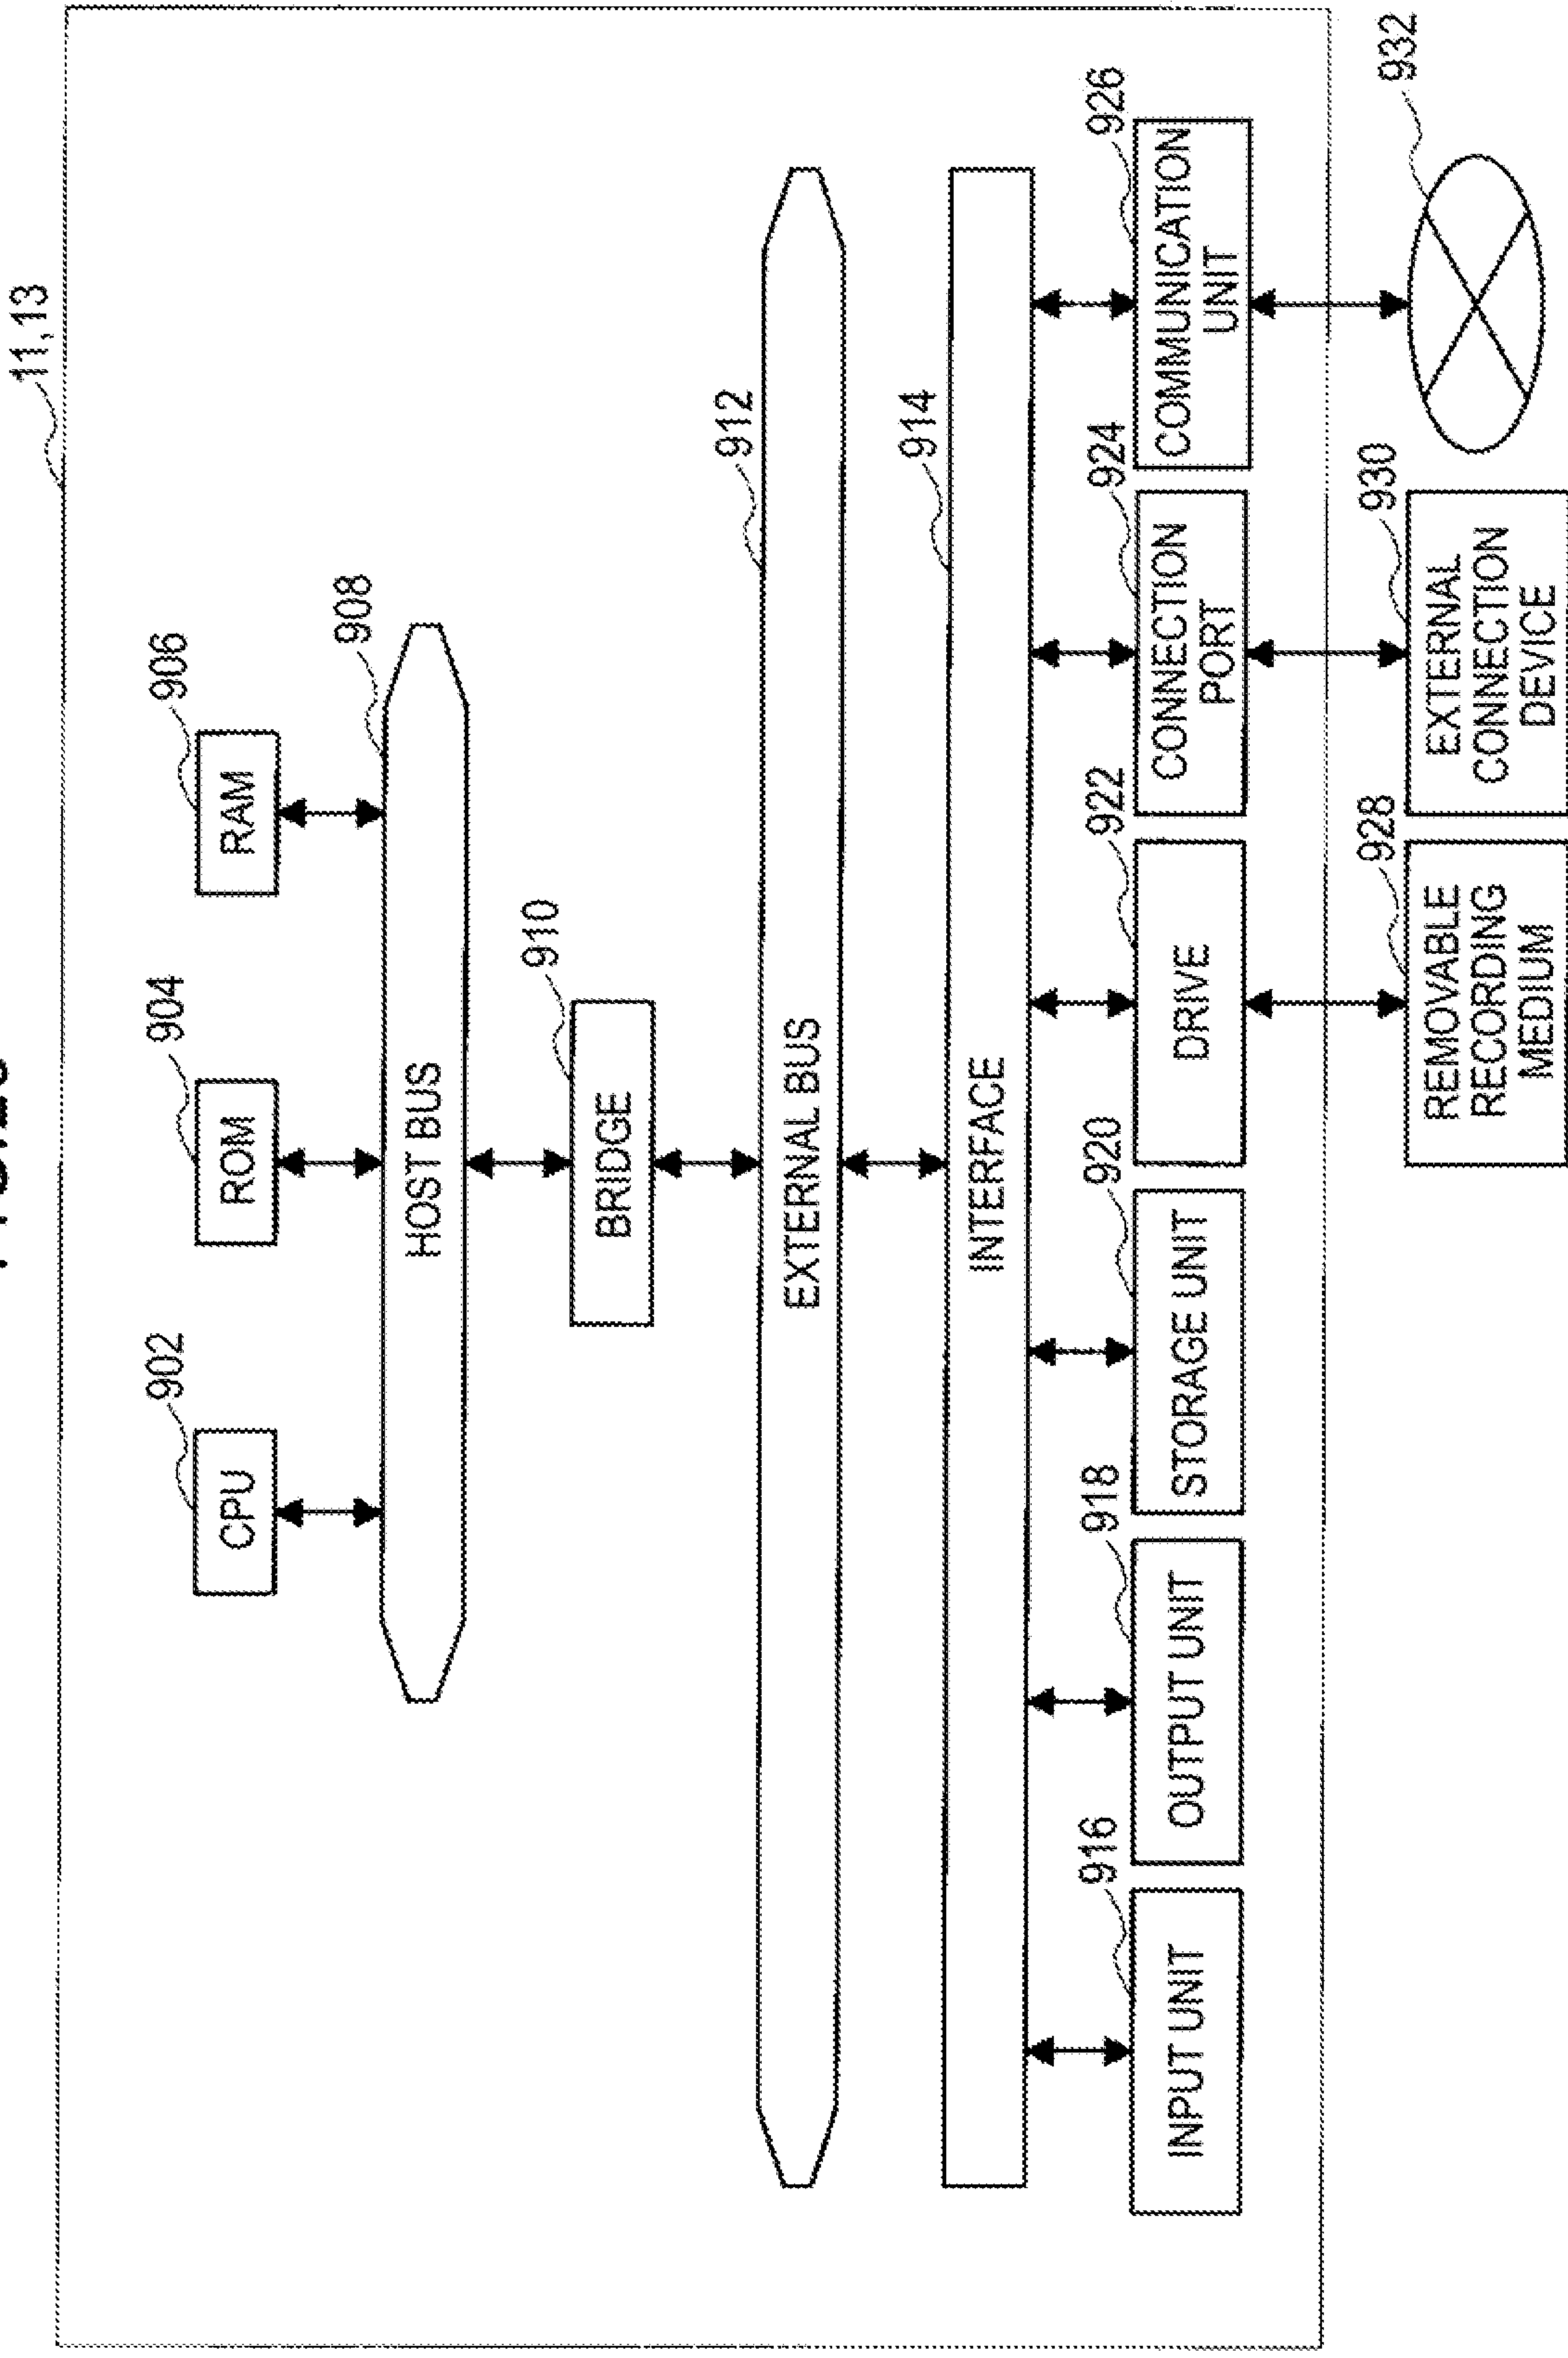 11,13
902
904
906
CPU
ROM
RAM
908
HOST BUS
910
BRIDGE
912
EXTERNAL BUS
914
INTERFACE
916
918
920
922
924
926
INPUT UNIT
OUTPUT UNIT
STORAGE UNIT
DRIVE
CONNECTION
PORT
COMMUNICATION
UNIT
928
930
932
REMOVABLE
RECORDING
MEDIUM
EXTERNAL
CONNECTION
DEVICE